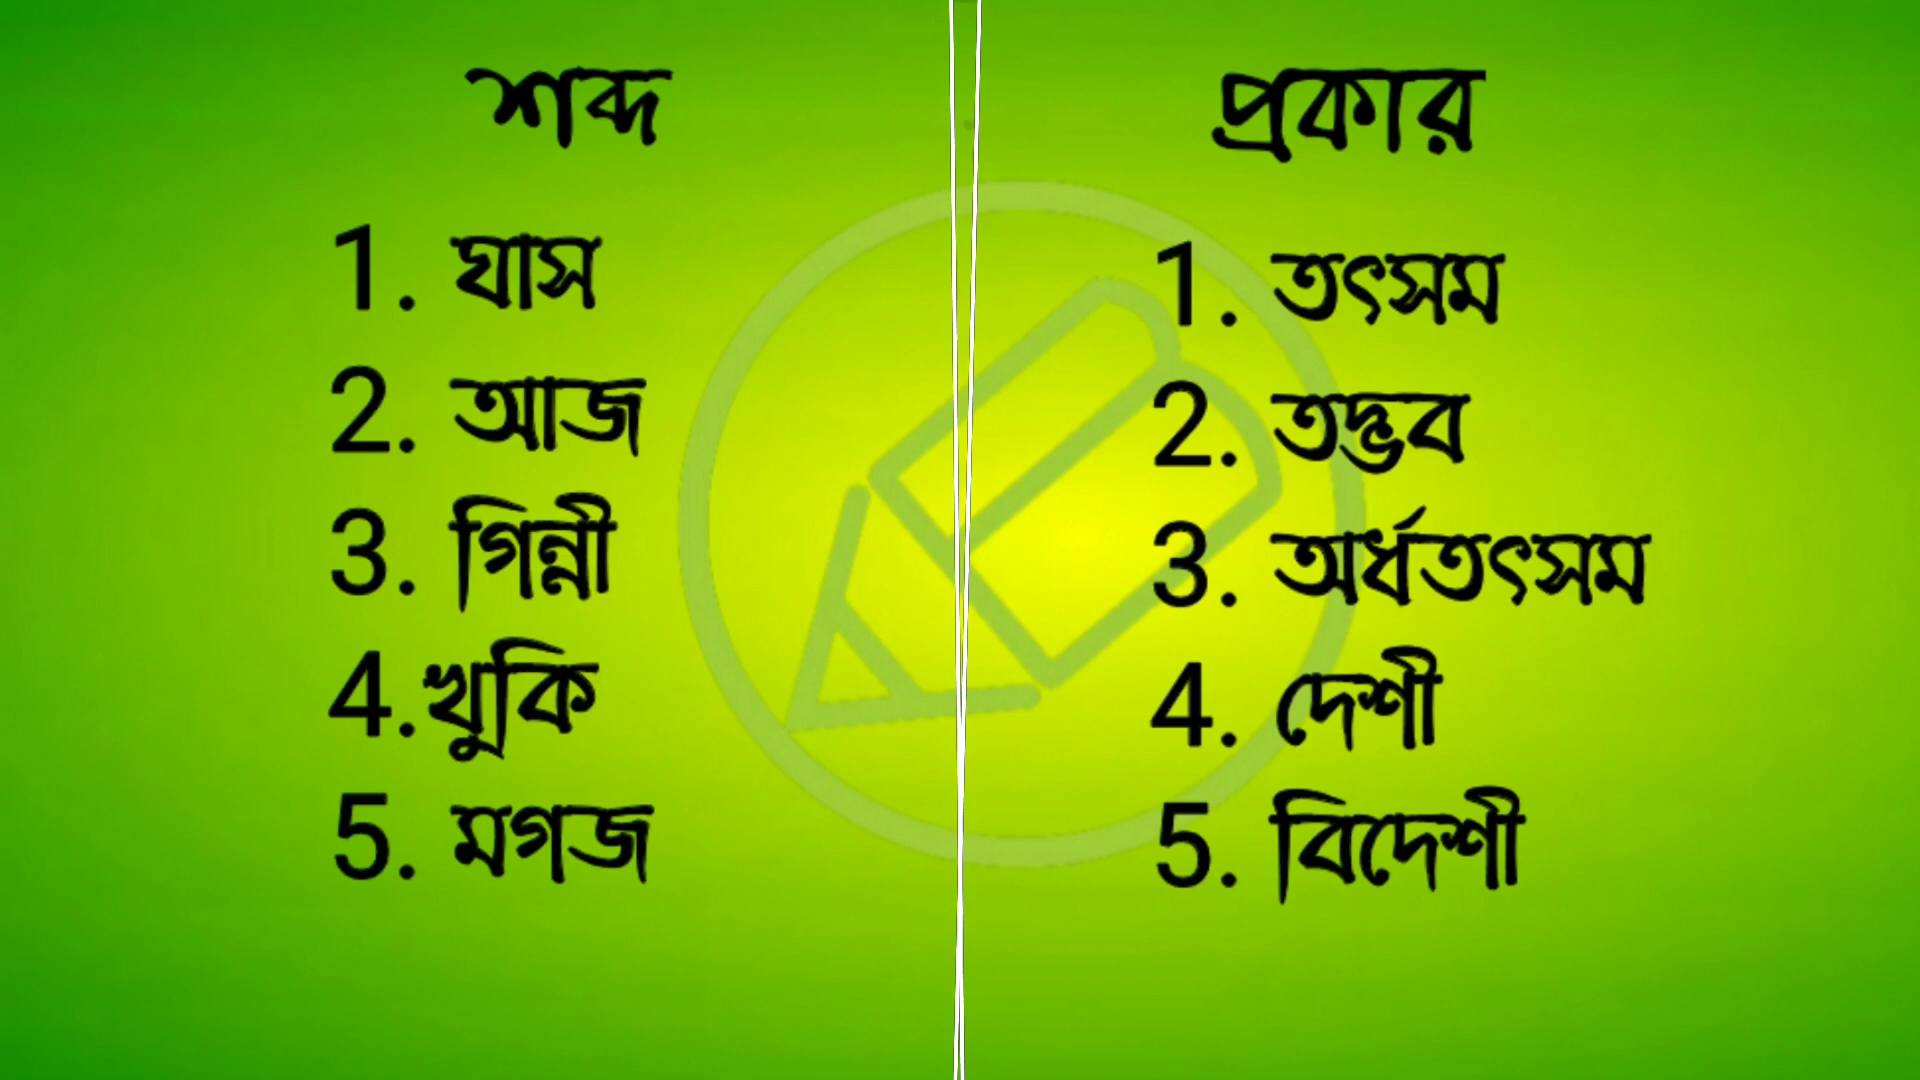 শব্দ
1. ঘাস
2. আজ
3. গিন্নী
4.খুকি
5. মগজ
প্রকার
1. তৎসম
2. তদ্ভব
3. অর্ধতৎসম
4. দেশী
5. বিদেশী